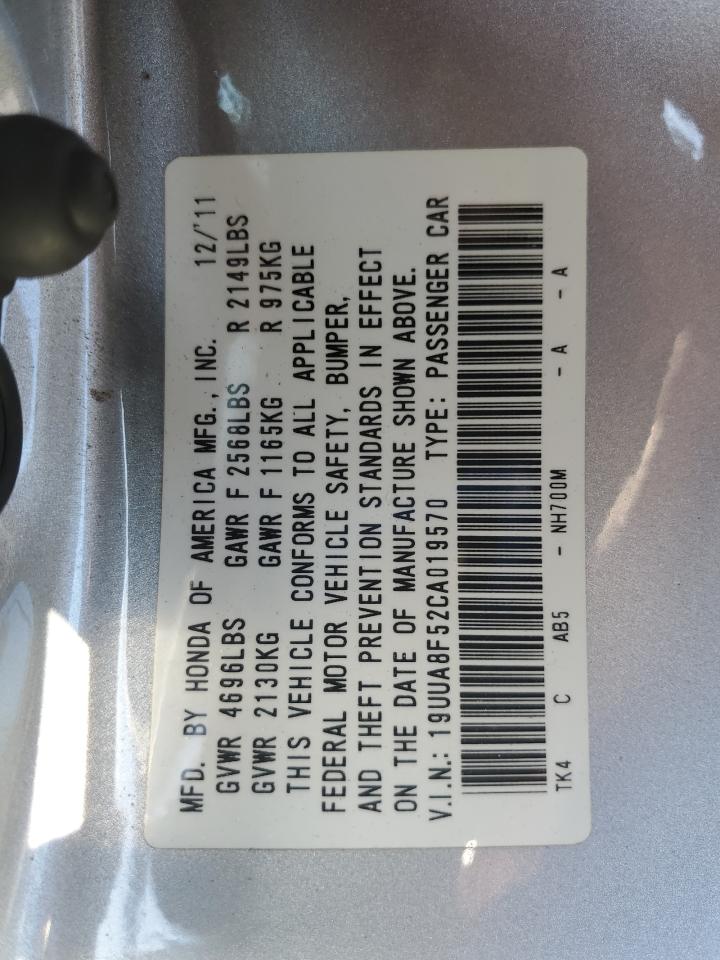 MFD. BY HONDA OF AMERICA MFG., INC. 12/'11
GVWR 4696LBS GAWR F 2568LBS R 2149LBS
GVWR 2130KG GAWR F 1165KG R 975KG
THIS VEHICLE CONFORMS TO ALL APPLICABLE
FEDERAL MOTOR VEHICLE SAFETY, BUMPER,
AND THEFT PREVENTION STANDARDS IN EFFECT
ON THE DATE OF MANUFACTURE SHOWN ABOVE.
V.I.N.: 19UUA8F52CA019570 TYPE: PASSENGER CAR
TK4 C AB5 - NH700M - A - A